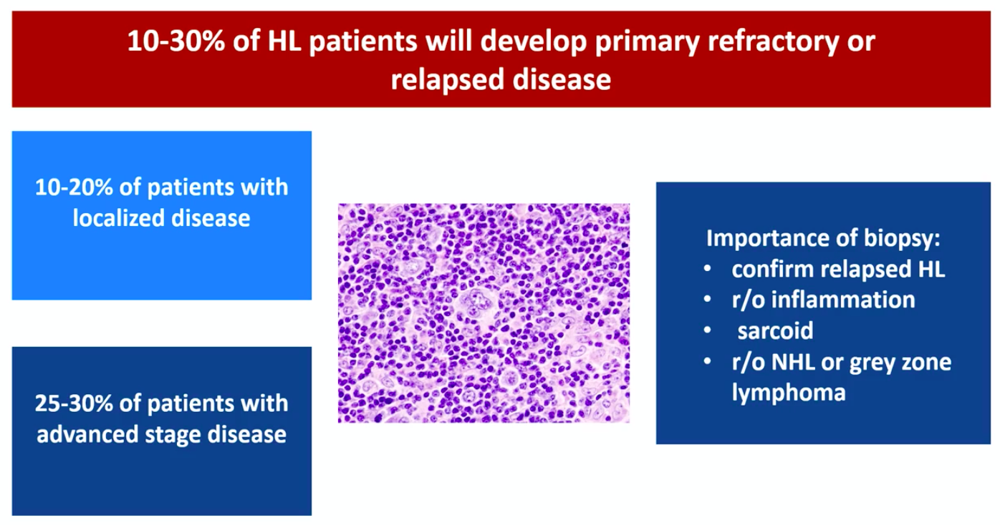 10-30% of HL patients will develop primary refractory or
relapsed disease
10-20% of patients with
localized disease
25-30% of patients with
advanced stage disease
Importance of biopsy:
• confirm relapsed HL
• r/o inflammation
• sarcoid
• r/o NHL or grey zone
lymphoma